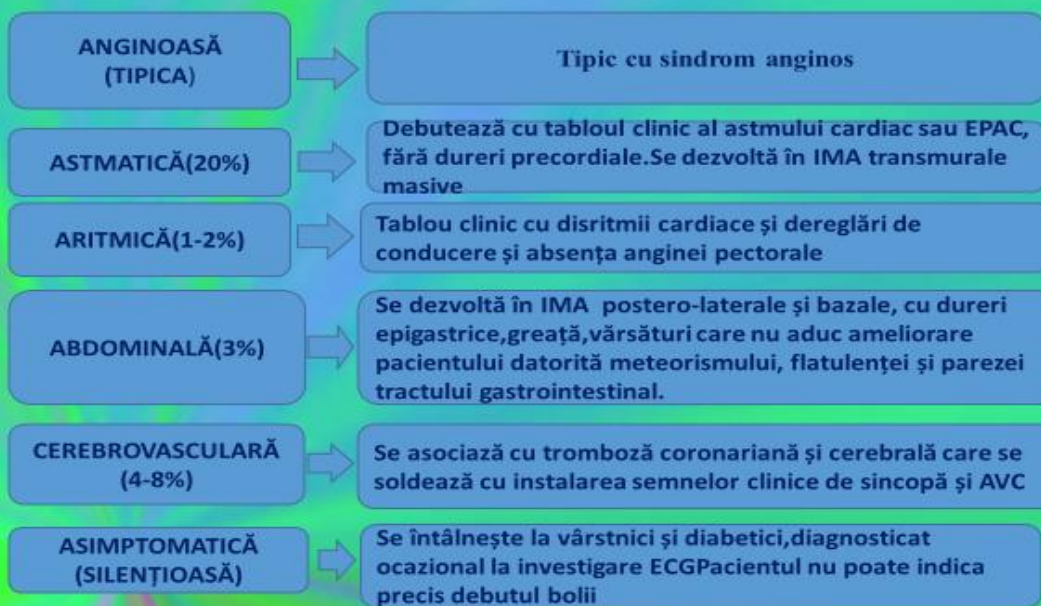 ANGINOASĂ
(TIPICA)
Tipic cu sindrom anginos
ASTMATICĂ(20%)
Debutează cu tabloul clinic al astmului cardiac sau EPAC,
fără dureri precordiale.Se dezvoltă în IMA transmurale
masive
ARITMICĂ(1-2%)
Tablou clinic cu disritmii cardiace și dereglări de
conducere și absența anginei pectorale
ABDOMINALĂ(3%)
Se dezvoltă în IMA postero-laterale și bazale, cu dureri
epigastrice,greață,vărsături care nu aduc ameliorare
pacientului datorită meteorismului, flatulenței și parezei
tractului gastrointestinal.
CEREBROVASCULARĂ
(4-8%)
Se asociază cu tromboză coronariană și cerebrală care se
soldează cu instalarea semnelor clinice de sincopă și AVC
ASIMPTOMATICĂ
(SILENȚIOASĂ)
Se întâlnește la vârstnici și diabetici,diagnosticat
ocazional la investigare ECGPacientul nu poate indica
precis debutul bolii